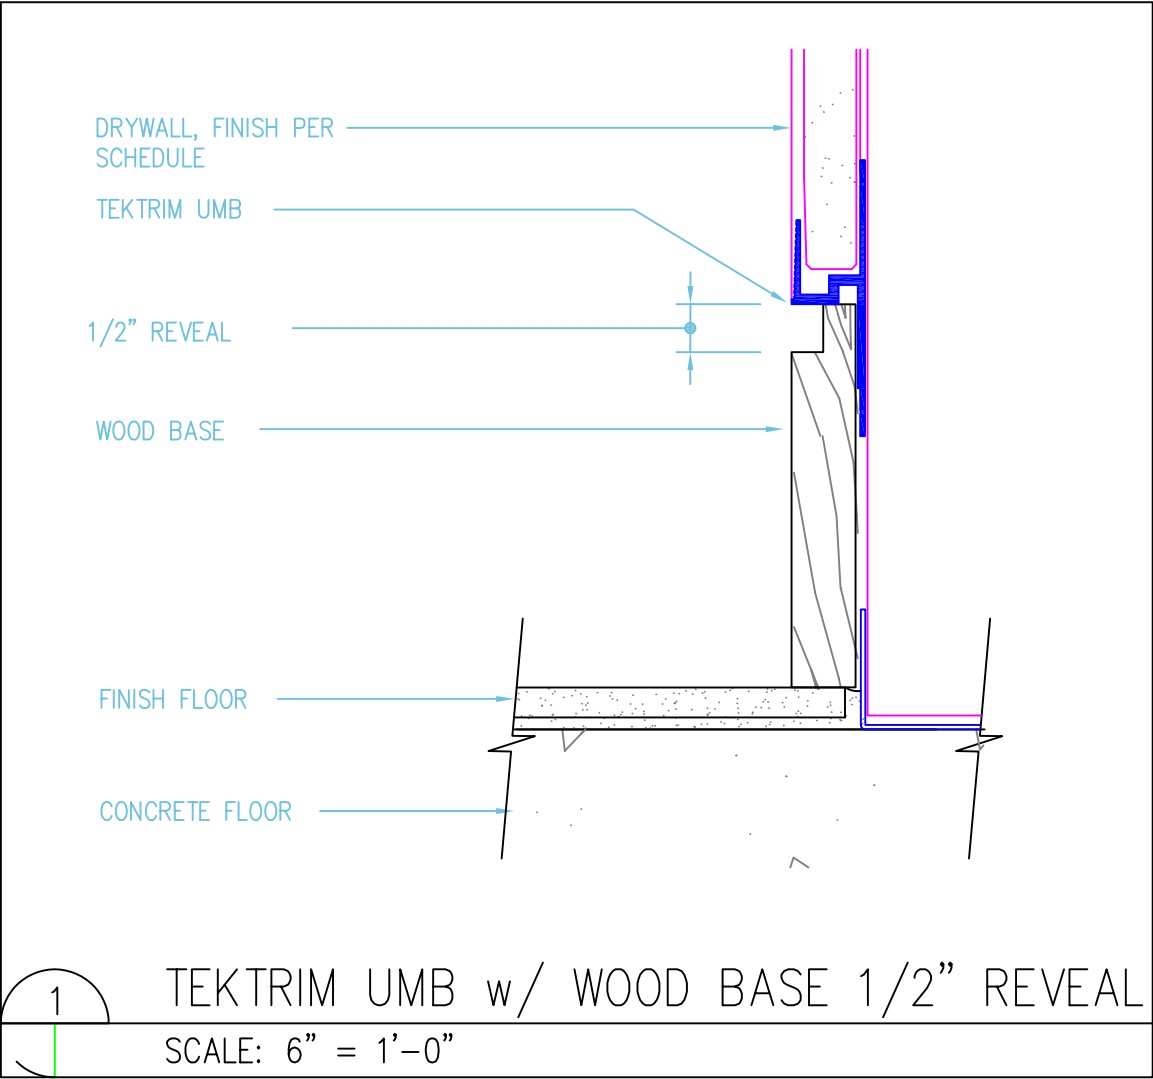 DRYWALL, FINISH PER
SCHEDULE
TEKTRIM UMB
1/2” REVEAL
WOOD BASE
FINISH FLOOR
CONCRETE FLOOR
1
TEKTRIM UMB w/ WOOD BASE 1/2” REVEAL
SCALE: 6” = 1’-0”